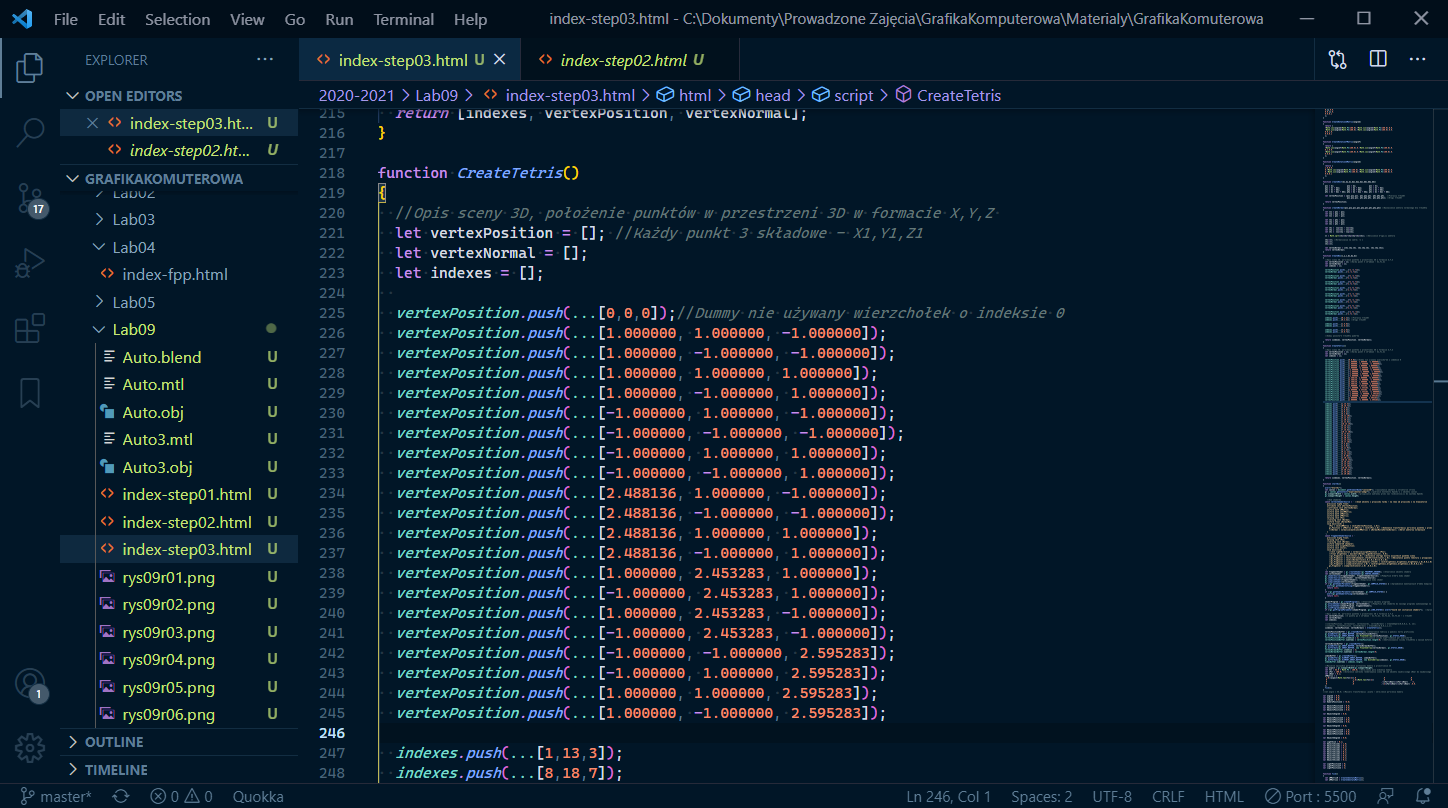 File Edit Selection View Go Run Terminal Help index-step03.html - C:\Dokumenty\Prowadzone Zajęcia\GrafikaKomputerowa\Materialy\GrafikaKomuterowa
EXPLORER
OPEN EDITORS
index-step03.ht... U
index-step02.ht... U
GRAFIKAKOMUTEROWA
Lab02
Lab03
Lab04
index-fpp.html
Lab05
Lab09
Auto.blend U
Auto.mtl U
Auto.obj U
Auto3.mtl U
Auto3.obj U
index-step01.html U
index-step02.html U
index-step03.html U
rys09r01.png U
rys09r02.png U
rys09r03.png U
rys09r04.png U
rys09r05.png U
rys09r06.png U
OUTLINE
TIMELINE
17
1
index-step03.html U
index-step02.html U
2020-2021 > Lab09 > index-step03.html > html > head > script > CreateTetris
215 return [indexes, vertexPosition, vertexNormal];
216 }
217
218 function CreateTetris()
219 {
220 //Opis sceny 3D, położenie punktów w przestrzeni 3D w formacie X,Y,Z
221 let vertexPosition = []; //Każdy punkt 3 składowe - X1,Y1,Z1
222 let vertexNormal = [];
223 let indexes = [];
224
225 vertexPosition.push(...[0,0,0]);//Dummy nie używany wierzchołek o indeksie 0
226 vertexPosition.push(...[1.000000, 1.000000, -1.000000]);
227 vertexPosition.push(...[1.000000, -1.000000, -1.000000]);
228 vertexPosition.push(...[1.000000, 1.000000, 1.000000]);
229 vertexPosition.push(...[1.000000, -1.000000, 1.000000]);
230 vertexPosition.push(...[-1.000000, 1.000000, -1.000000]);
231 vertexPosition.push(...[-1.000000, -1.000000, -1.000000]);
232 vertexPosition.push(...[-1.000000, 1.000000, 1.000000]);
233 vertexPosition.push(...[-1.000000, -1.000000, 1.000000]);
234 vertexPosition.push(...[2.488136, 1.000000, -1.000000]);
235 vertexPosition.push(...[2.488136, -1.000000, -1.000000]);
236 vertexPosition.push(...[2.488136, 1.000000, 1.000000]);
237 vertexPosition.push(...[2.488136, -1.000000, 1.000000]);
238 vertexPosition.push(...[1.000000, 2.453283, 1.000000]);
239 vertexPosition.push(...[-1.000000, 2.453283, 1.000000]);
240 vertexPosition.push(...[1.000000, 2.453283, -1.000000]);
241 vertexPosition.push(...[-1.000000, 2.453283, -1.000000]);
242 vertexPosition.push(...[-1.000000, -1.000000, 2.595283]);
243 vertexPosition.push(...[-1.000000, 1.000000, 2.595283]);
244 vertexPosition.push(...[1.000000, 1.000000, 2.595283]);
245 vertexPosition.push(...[1.000000, -1.000000, 2.595283]);
246
247 indexes.push(...[1,13,3]);
248 indexes.push(...[8,18,7]);
master* 0 0 Quokka Ln 246, Col 1 Spaces: 2 UTF-8 CRLF HTML Port : 5500